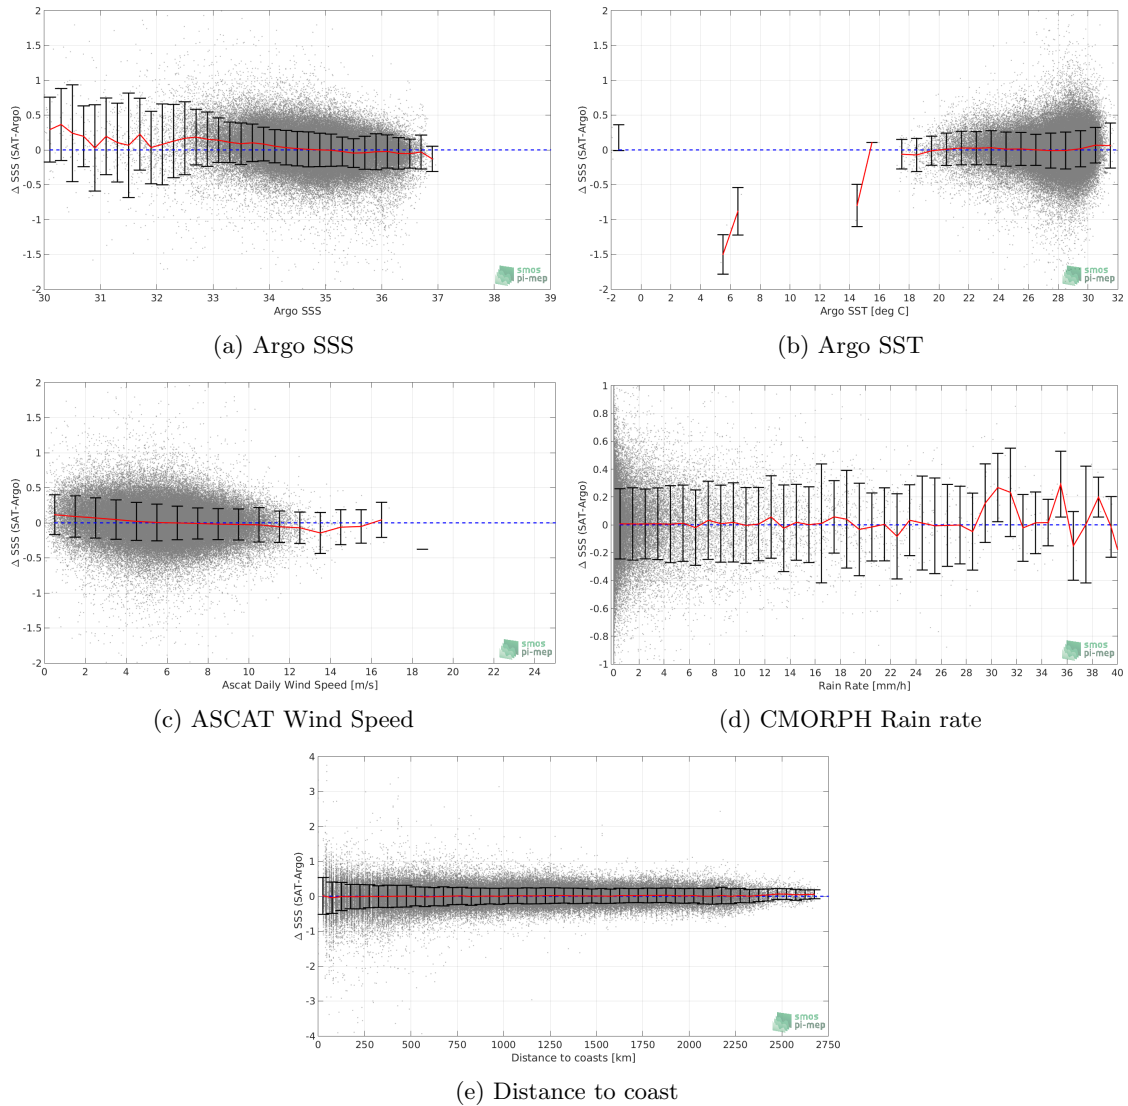 2
1.5
1
0.5
0
-0.5
-1
-1.5
-2
Δ SSS (SAT-Argo)
30 31 32 33 34 35 36 37 38 39
Argo SSS
smos
pi-mep
(a) Argo SSS
2
1.5
1
0.5
0
-0.5
-1
-1.5
-2
Δ SSS (SAT-Argo)
-2 0 2 4 6 8 10 12 14 16 18 20 22 24 26 28 30 32
Argo SST [deg C]
smos
pi-mep
(b) Argo SST
2
1.5
1
0.5
0
-0.5
-1
-1.5
-2
Δ SSS (SAT-Argo)
2 4 6 8 10 12 14 16 18 20 22 24
Ascat Daily Wind Speed [m/s]
smos
pi-mep
(c) ASCAT Wind Speed
1
0.8
0.6
0.4
0.2
0
-0.2
-0.4
-0.6
-0.8
-1
Δ SSS (SAT-Argo)
0 2 4 6 8 10 12 14 16 18 20 22 24 26 28 30 32 34 36 38 40
Rain Rate [mm/h]
smos
pi-mep
(d) CMORPH Rain rate
4
3
2
1
0
-1
-2
-3
-4
Δ SSS (SAT-Argo)
0 250 500 750 1000 1250 1500 1750 2000 2250 2500 2750
Distance to coasts [km]
smos
pi-mep
(e) Distance to coast